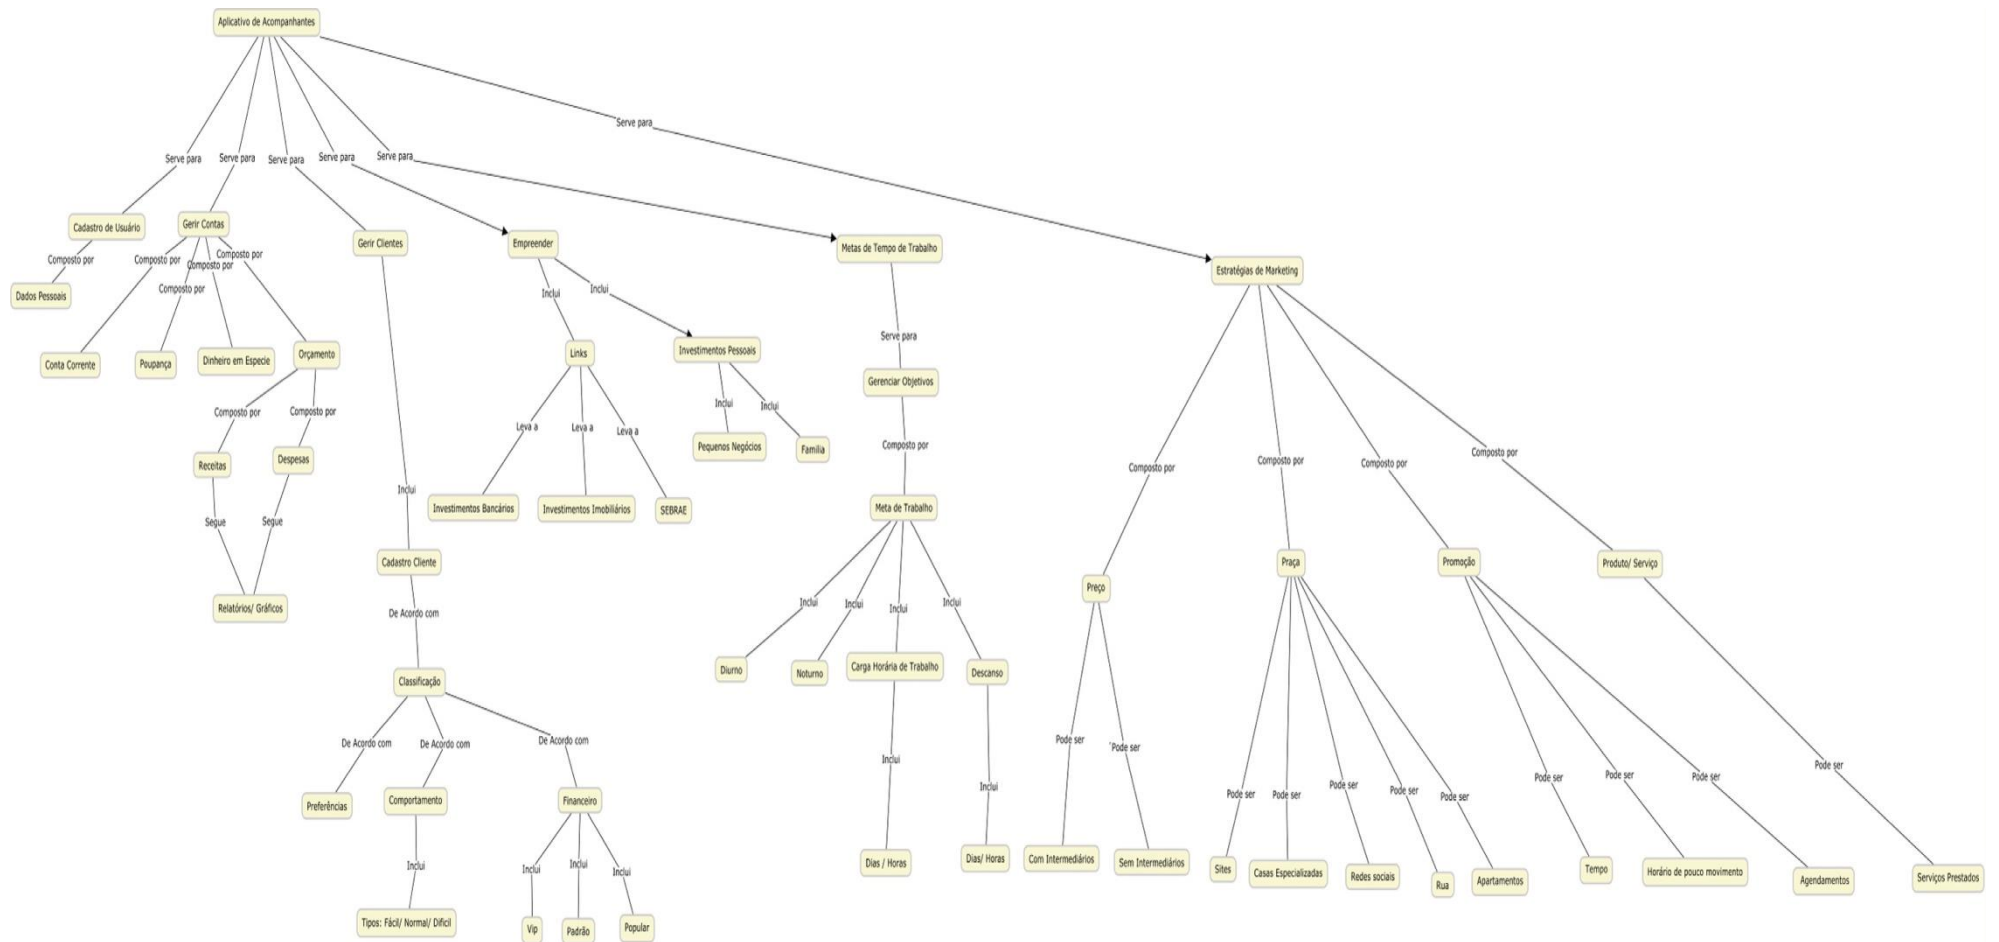 Aplicativo de Acompanhantes
Serve para
Serve para
Serve para
Serve para
Serve para
Serve para
Cadastro de Usuário
Gerir Contas
Gerir Clientes
Empreender
Metas de Tempo de Trabalho
Estratégias de Marketing
Composto por
Composto por
Composto por
Composto por
Composto por
Dados Pessoais
Inclui
Inclui
Serve para
Conta Corrente
Poupança
Dinheiro em Especie
Orçamento
Links
Investimentos Pessoais
Gerenciar Objetivos
Composto por
Composto por
Leva a
Leva a
Leva a
Inclui
Inclui
Composto por
Receitas
Despesas
Pequenos Negócios
Familia
Composto por
Composto por
Composto por
Composto por
Segue
Segue
Inclui
Investimentos Bancários
Investimentos Imobiliários
SEBRAE
Meta de Trabalho
Relatórios/ Gráficos
Cadastro Cliente
De Acordo com
Inclui
Inclui
Inclui
Inclui
Preço
Praça
Promoção
Produto/ Serviço
Classificação
Diurno
Noturno
Carga Horária de Trabalho
Descanso
De Acordo com
De Acordo com
De Acordo com
Inclui
Inclui
Pode ser
Pode ser
Pode ser
Pode ser
Pode ser
Pode ser
Pode ser
Pode ser
Pode ser
Pode ser
Pode ser
Preferências
Comportamento
Financeiro
Dias / Horas
Dias/ Horas
Com Intermediários
Sem Intermediários
Sites
Casas Especializadas
Redes sociais
Rua
Apartamentos
Tempo
Horário de pouco movimento
Agendamentos
Serviços Prestados
Inclui
Inclui
Inclui
Inclui
Tipos: Fácil/ Normal/ Dificil
Vip
Padrão
Popular